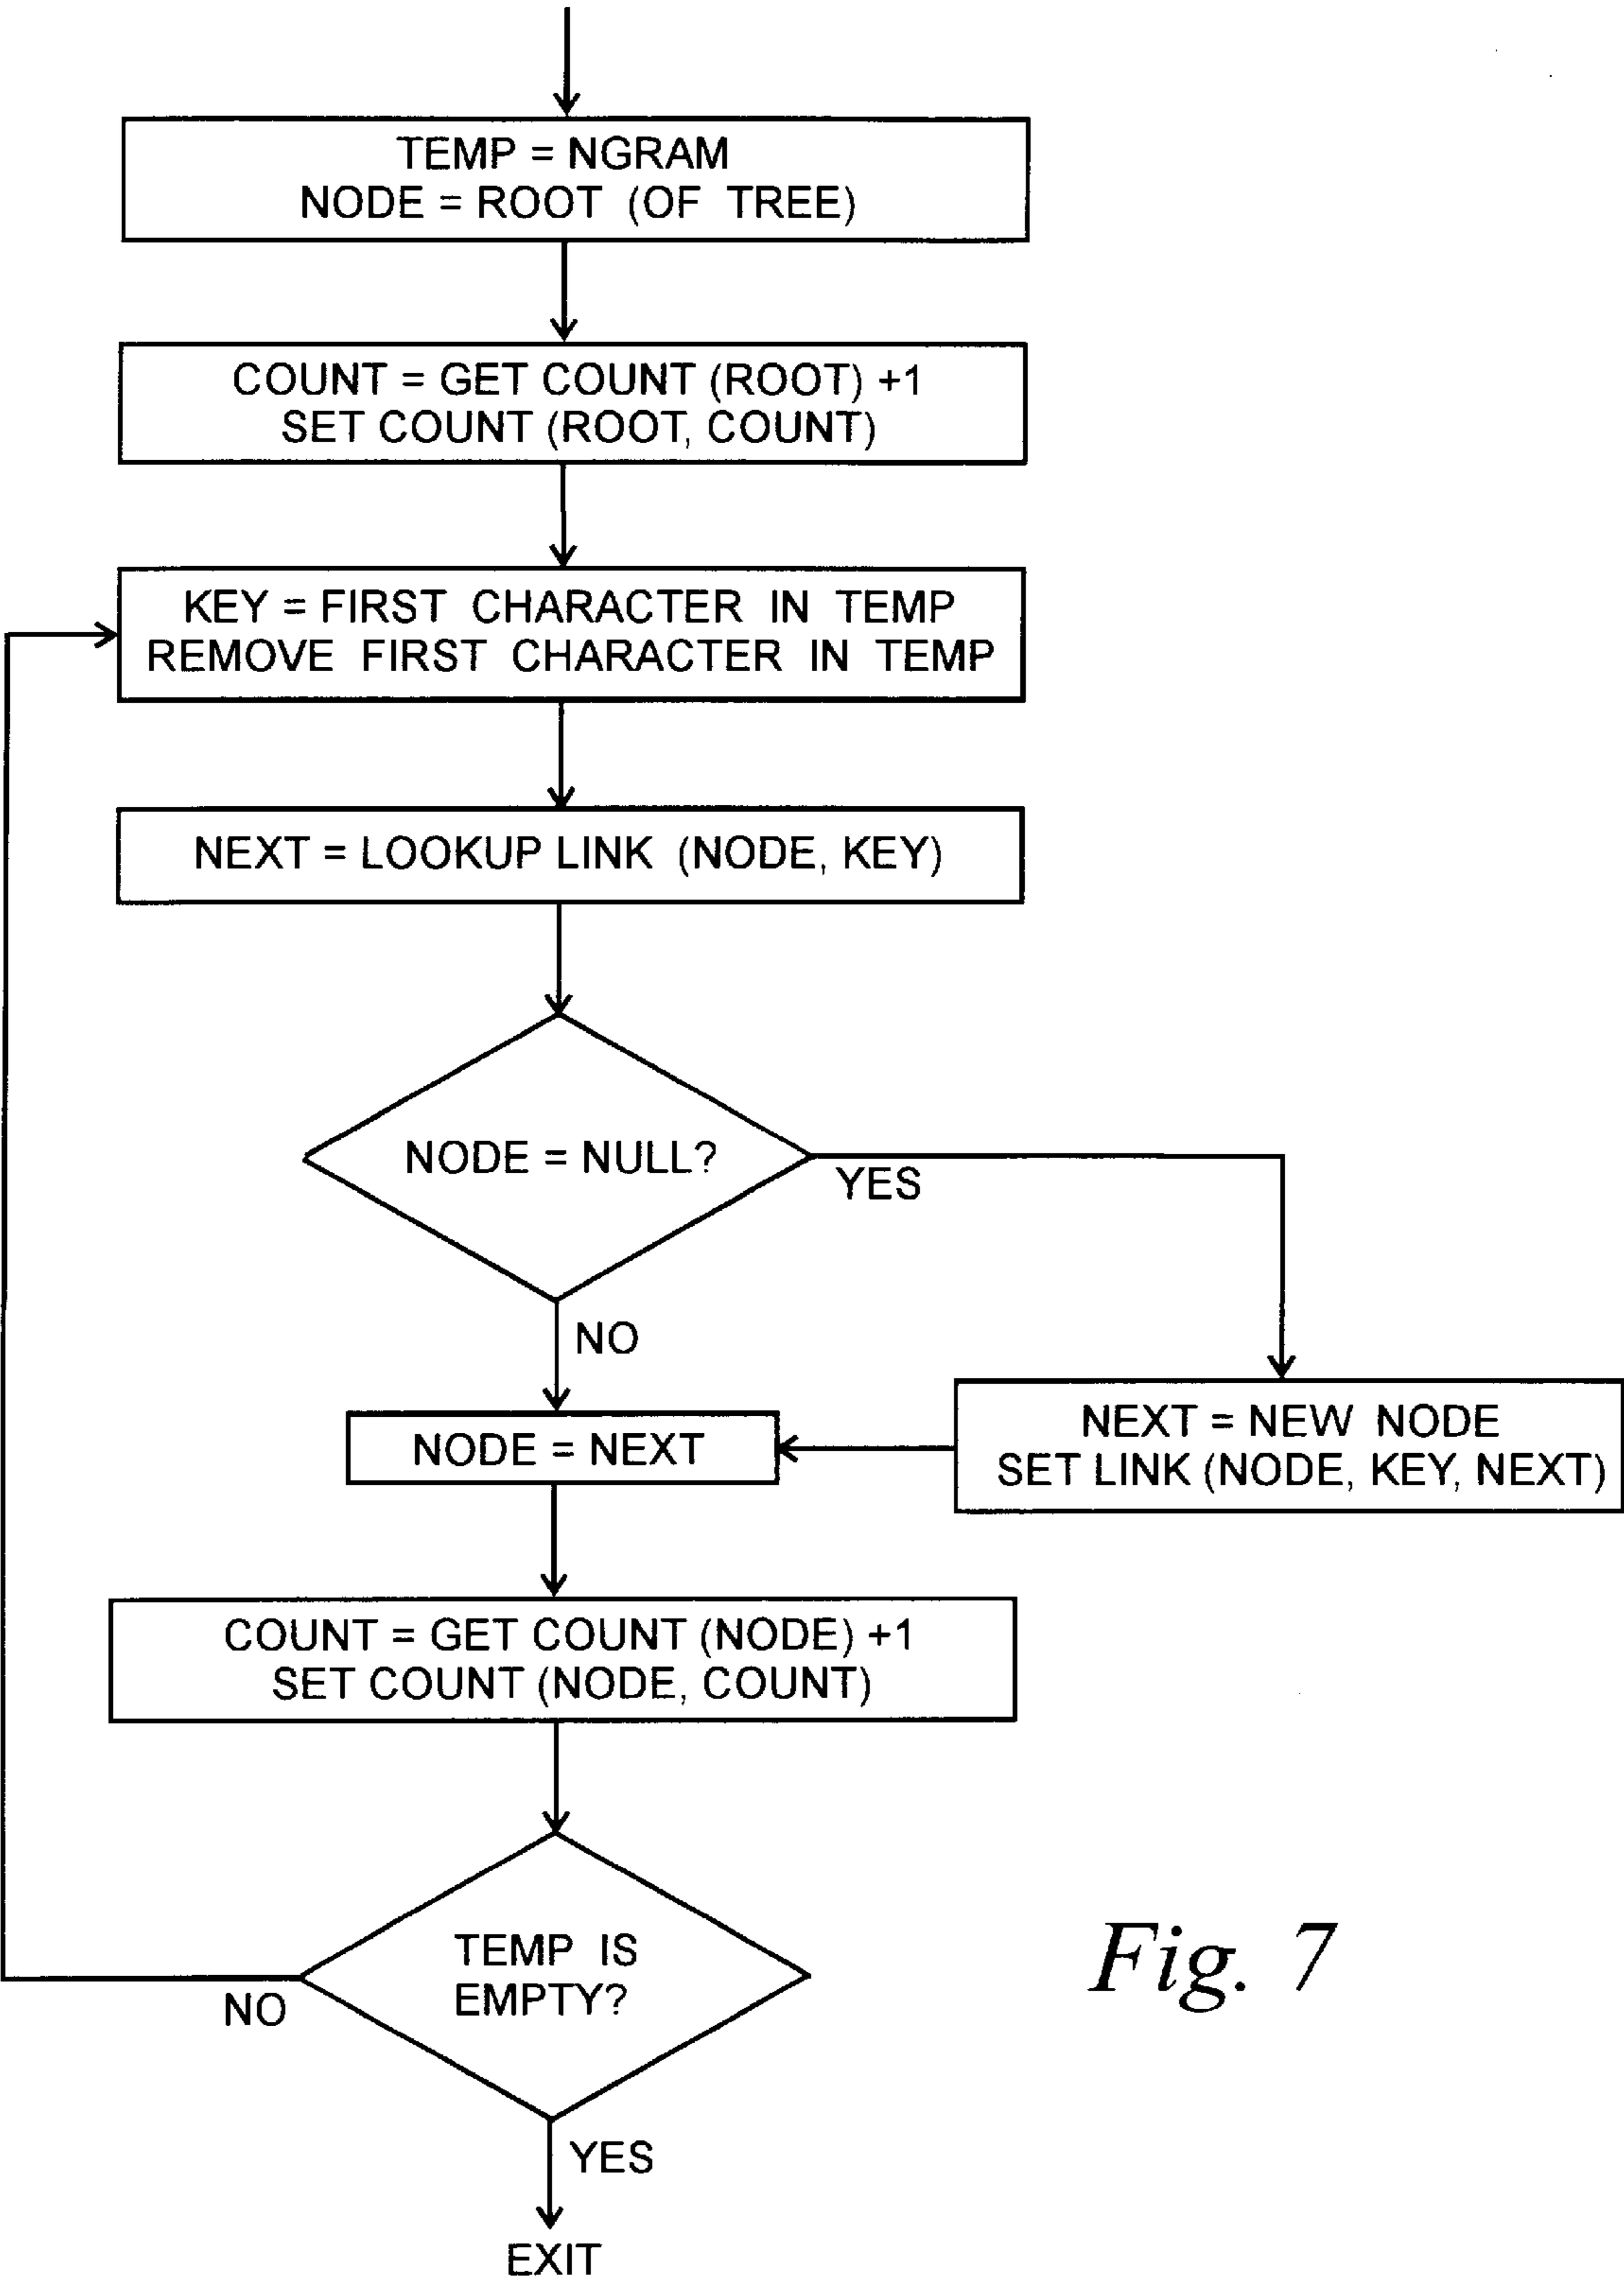 TEMP = NGRAM
NODE = ROOT (OF TREE)
COUNT = GET COUNT (ROOT) +1
SET COUNT (ROOT, COUNT)
KEY = FIRST CHARACTER IN TEMP
REMOVE FIRST CHARACTER IN TEMP
NEXT = LOOKUP LINK (NODE, KEY)
NODE = NULL?
YES
NO
NODE = NEXT
NEXT = NEW NODE
SET LINK (NODE, KEY, NEXT)
COUNT = GET COUNT (NODE) +1
SET COUNT (NODE, COUNT)
TEMP IS
EMPTY?
NO
YES
EXIT
Fig. 7